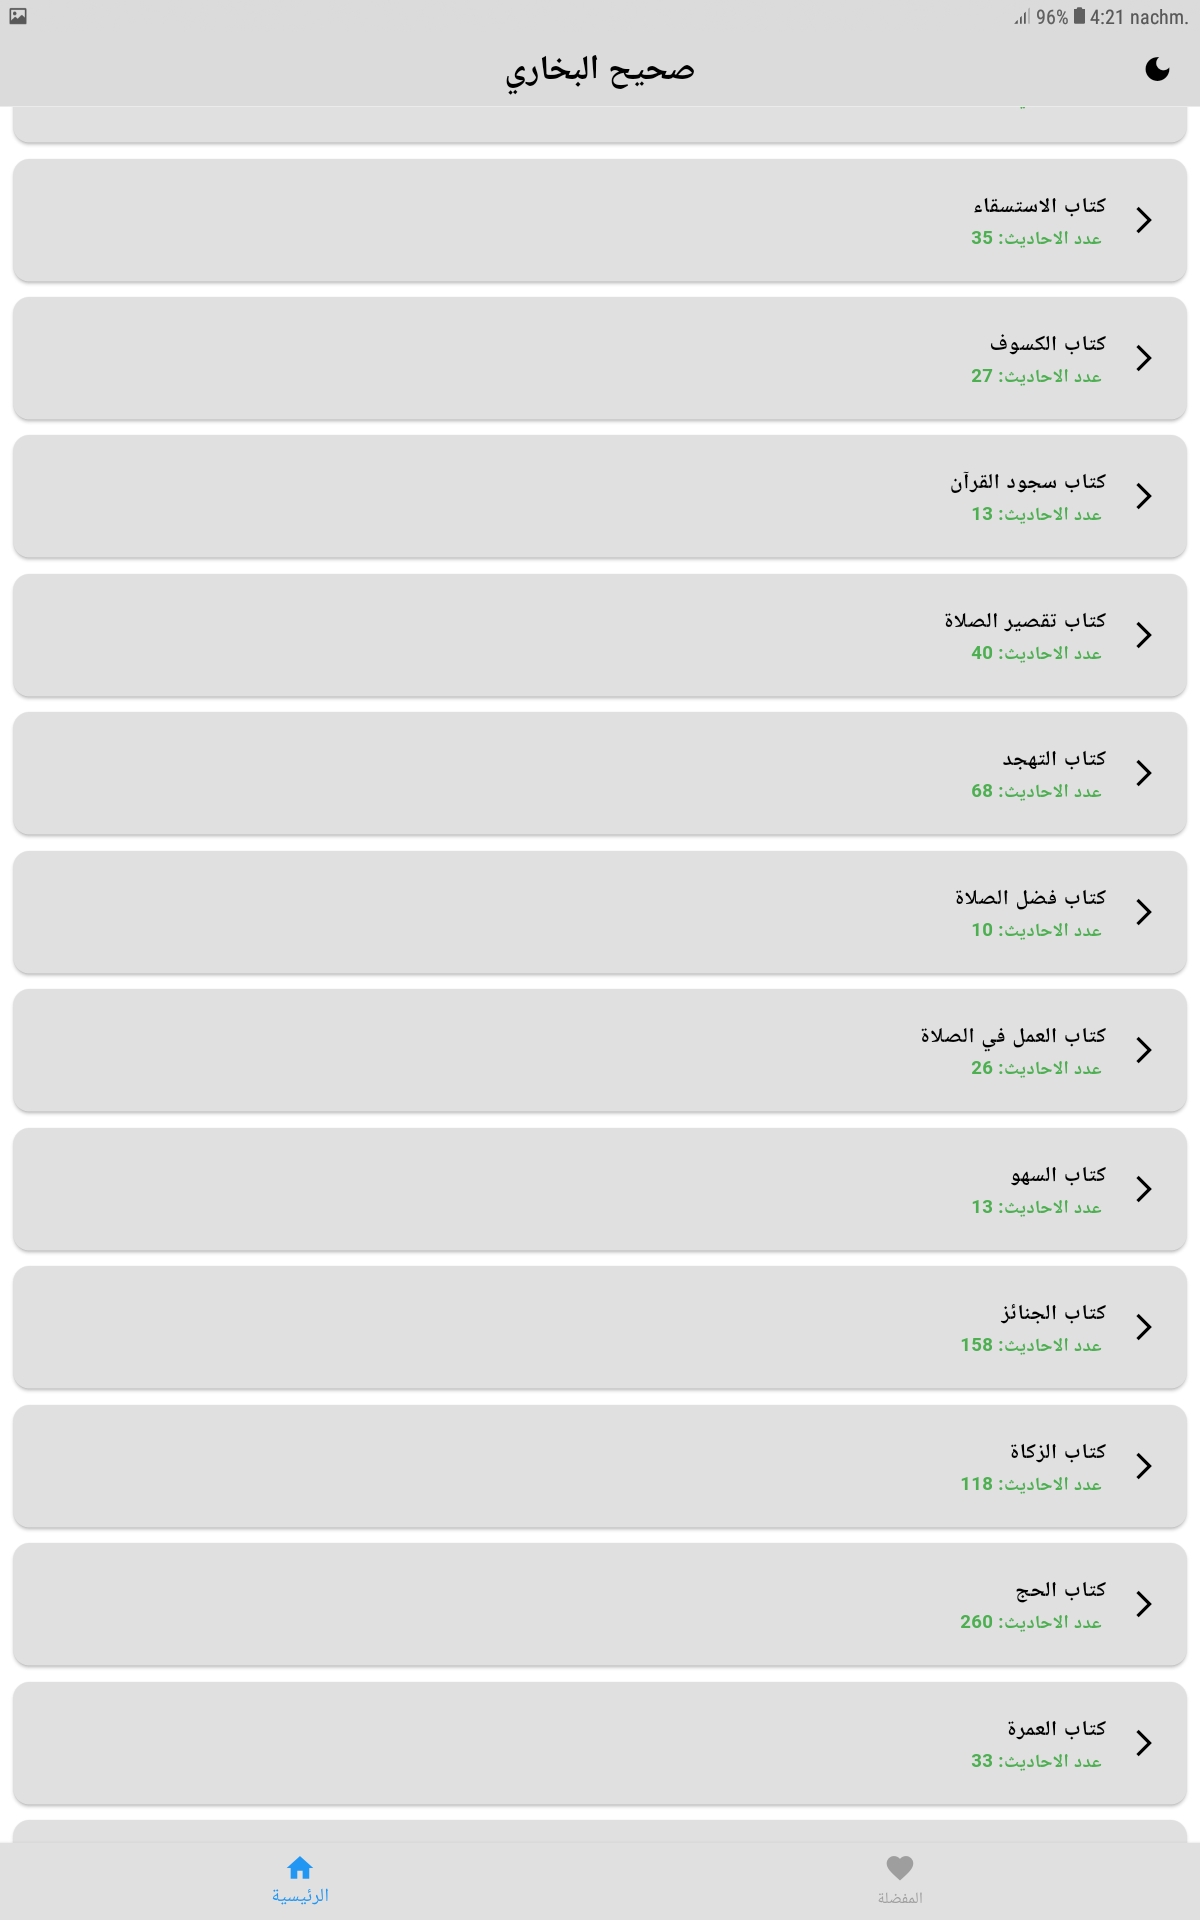 96% 4:21 nachm.
صحيح البخاري
كتاب الاستسقاء
عدد الاحاديث: 35
كتاب الكسوف
عدد الاحاديث: 27
كتاب سجود القرآن
عدد الاحاديث: 13
كتاب تقصير الصلاة
عدد الاحاديث: 40
كتاب التهجد
عدد الاحاديث: 68
كتاب فضل الصلاة
عدد الاحاديث: 10
كتاب العمل في الصلاة
عدد الاحاديث: 26
كتاب السهو
عدد الاحاديث: 13
كتاب الجنائز
عدد الاحاديث: 158
كتاب الزكاة
عدد الاحاديث: 118
كتاب الحج
عدد الاحاديث: 260
كتاب العمرة
عدد الاحاديث: 33
المفضلة
الرئيسية